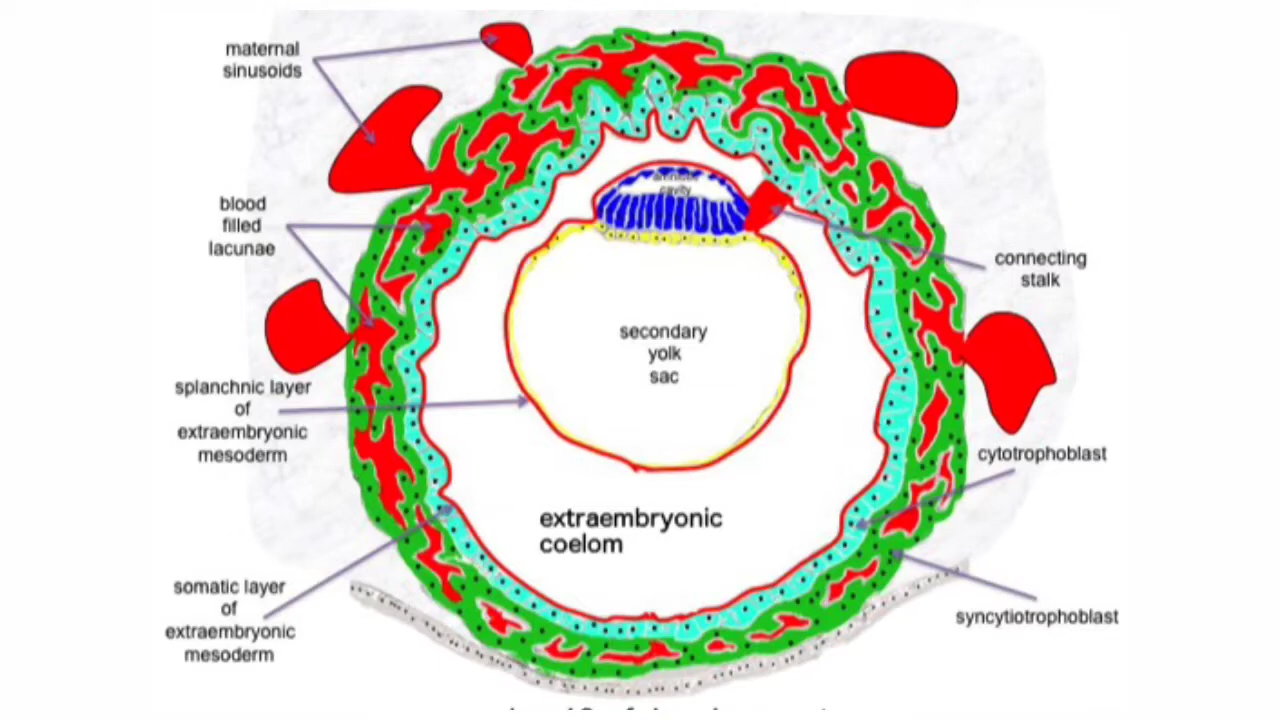 maternal
sinusoids
blood
filled
lacunae
cavity
connecting
stalk
secondary
yolk
sac
splanchnic layer
of
extraembryonic
mesoderm
cytotrophoblast
extraembryonic
coelom
somatic layer
of
extraembryonic
mesoderm
syncytiotrophoblast